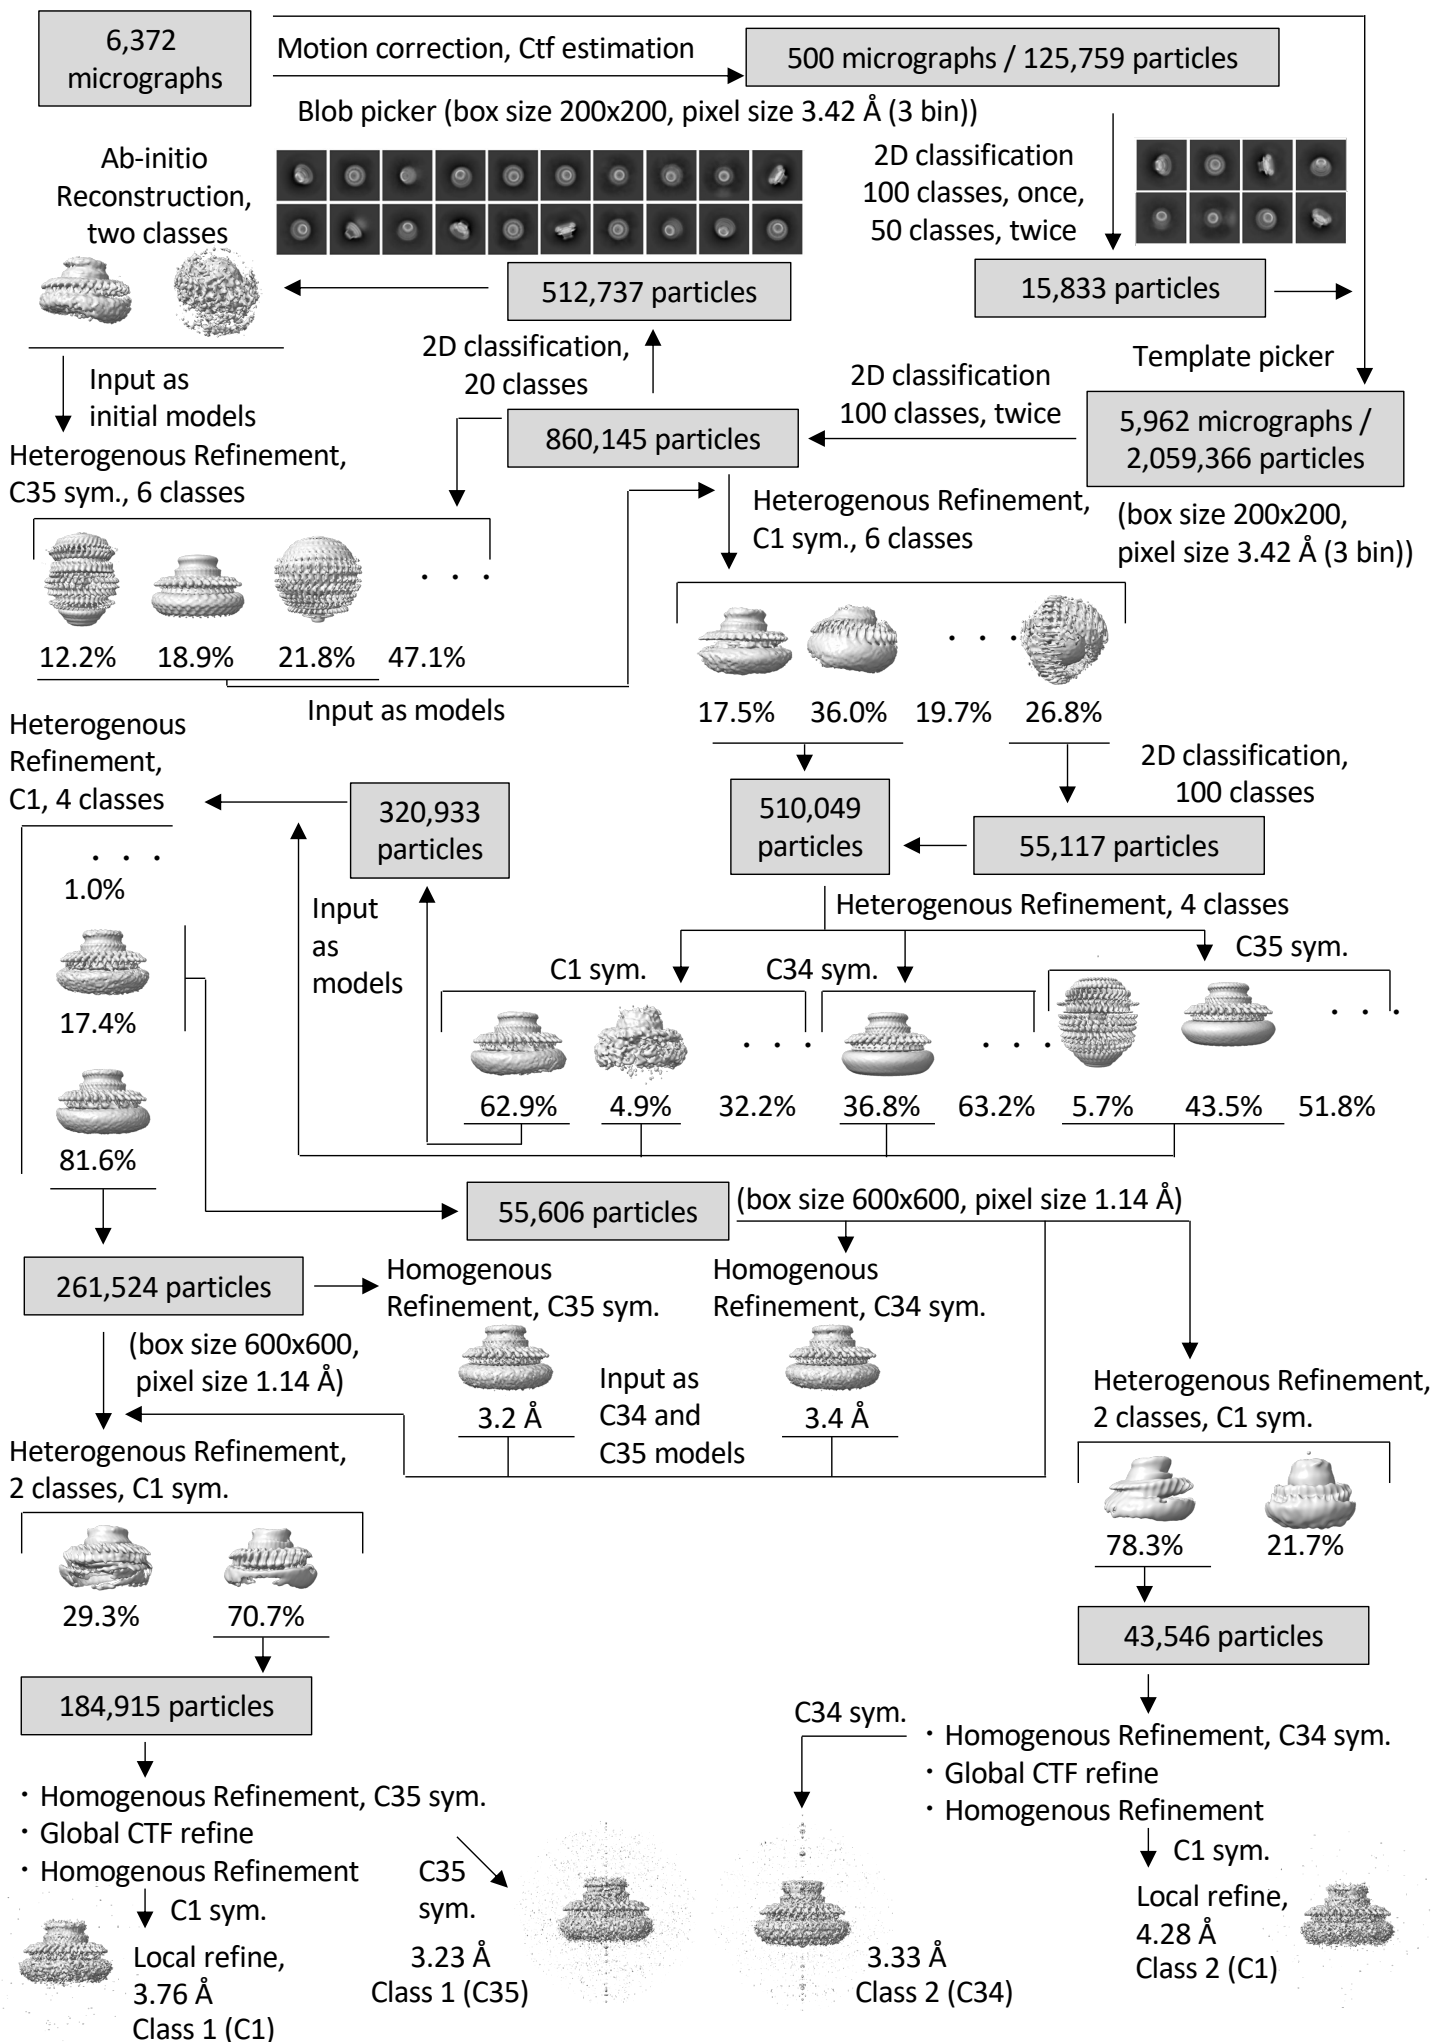 6,372
micrographs
Motion correction, Ctf estimation
500 micrographs / 125,759 particles
Blob picker (box size 200x200, pixel size 3.42 Å (3 bin))
Ab-initio
Reconstruction,
two classes
2D classification
100 classes, once,
50 classes, twice
512,737 particles
15,833 particles
2D classification,
20 classes
Template picker
Input as
initial models
2D classification
100 classes, twice
860,145 particles
5,962 micrographs /
2,059,366 particles
Heterogenous Refinement,
C35 sym., 6 classes
Heterogenous Refinement,
C1 sym., 6 classes
(box size 200x200,
pixel size 3.42 Å (3 bin))
· · ·
12.2% 18.9% 21.8% 47.1%
· · ·
Input as models
17.5% 36.0% 19.7% 26.8%
Heterogenous
Refinement,
C1, 4 classes
2D classification,
100 classes
320,933
particles
510,049
particles
55,117 particles
· · ·
1.0%
Input
as
models
Heterogenous Refinement, 4 classes
C1 sym.
C34 sym.
C35 sym.
17.4%
· · ·
· · ·
· · ·
62.9% 4.9% 32.2% 36.8% 63.2% 5.7% 43.5% 51.8%
81.6%
55,606 particles
(box size 600x600, pixel size 1.14 Å)
261,524 particles
Homogenous
Refinement, C35 sym.
Homogenous
Refinement, C34 sym.
(box size 600x600,
pixel size 1.14 Å)
3.2 Å
Input as
C34 and
C35 models
3.4 Å
Heterogenous Refinement,
2 classes, C1 sym.
Heterogenous Refinement,
2 classes, C1 sym.
78.3% 21.7%
29.3% 70.7%
43,546 particles
184,915 particles
C34 sym.
· Homogenous Refinement, C34 sym.
· Global CTF refine
· Homogenous Refinement
· Homogenous Refinement, C35 sym.
· Global CTF refine
· Homogenous Refinement
C1 sym.
C35
sym.
C1 sym.
Local refine,
3.76 Å
Class 1 (C1)
3.23 Å
Class 1 (C35)
3.33 Å
Class 2 (C34)
Local refine,
4.28 Å
Class 2 (C1)